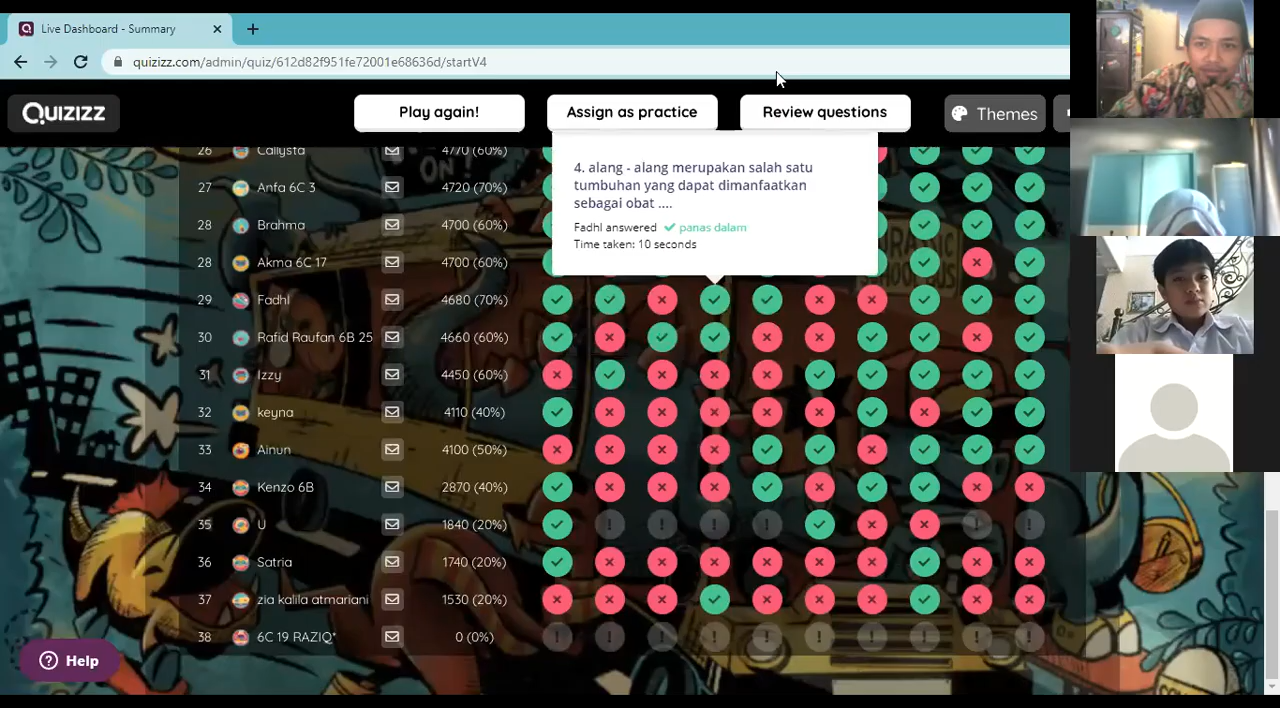 Live Dashboard - Summary
quizizz.com/admin/quiz/612d82f951fe72001e68636d/startV4
QUIZIZZ
Play again!
Assign as practice
Review questions
Themes
4. alang - alang merupakan salah satu
tumbuhan yang dapat dimanfaatkan
sebagai obat ....
Fadhl answered panas dalam
Time taken: 10 seconds
ON!
26 Callysta 4770 (60%)
27 Anfa 6C 3 4720 (70%)
28 Brahma 4700 (60%)
28 Akma 6C 17 4700 (60%)
29 Fadhl 4680 (70%)
30 Rafid Raufan 6B 25 4660 (60%)
31 Izzy 4450 (60%)
32 keyna 4110 (40%)
33 Ainun 4100 (50%)
34 Kenzo 6B 2870 (40%)
35 U 1840 (20%)
36 Satria 1740 (20%)
37 zia kalila atmariani 1530 (20%)
38 6C 19 RAZIQ* 0 (0%)
Help